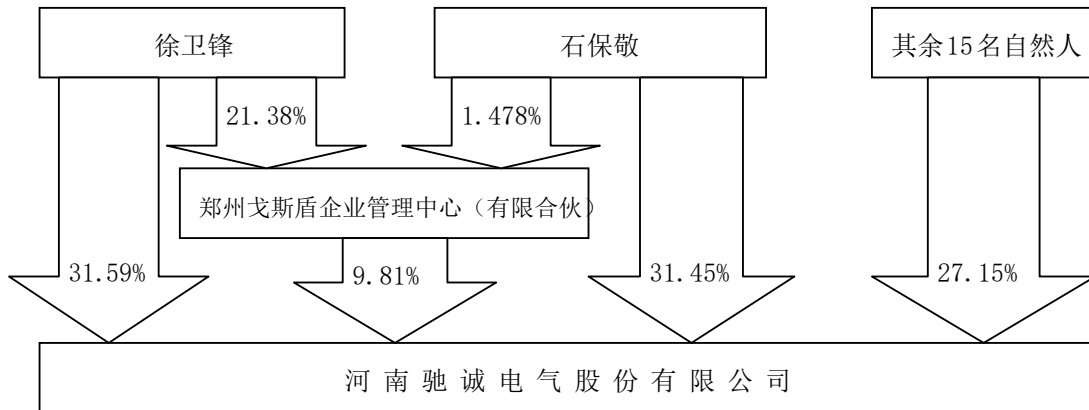 徐卫锋
石保敬
其余15名自然人
21.38%
1.478%
郑州戈斯盾企业管理中心（有限合伙）
31.59%
9.81%
31.45%
27.15%
河南驰诚电气股份有限公司